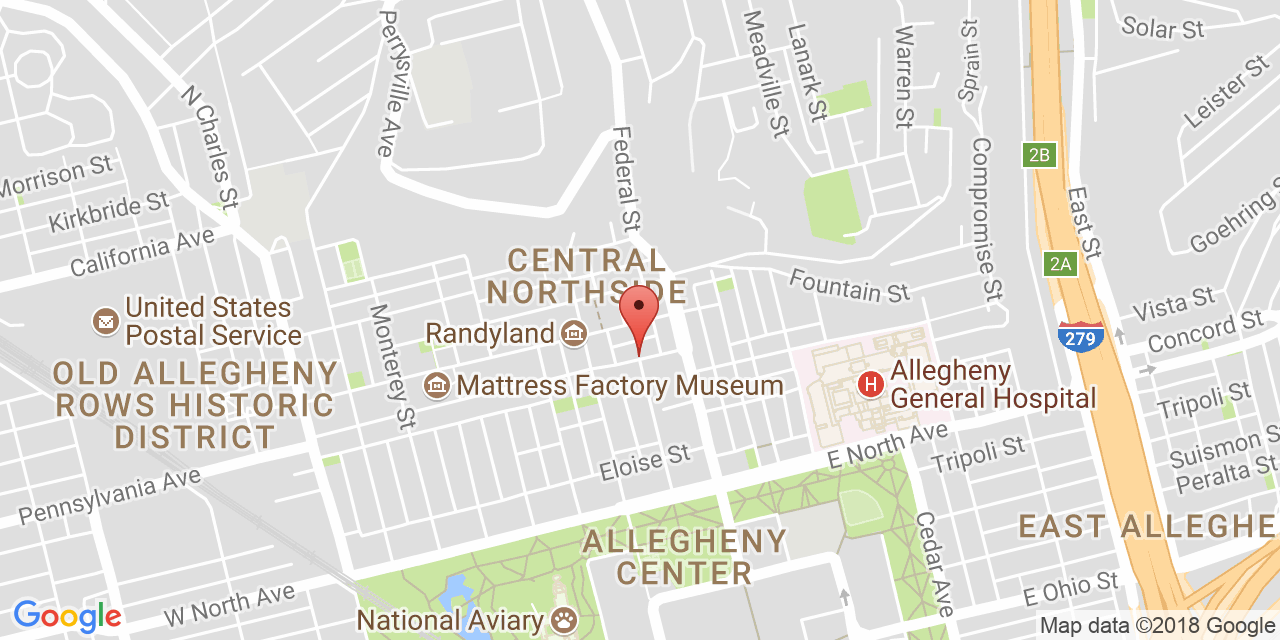 Perrysville Ave
Meadville St
Lanark St
Warren St
Sdrain St
Solar St
Leister St
N Charles St
Federal St
Compromise St
2B
East St
Morrison St
Kirkbride St
California Ave
Goehring S
2A
CENTRAL
NORTHSIDE
Fountain St
United States
Postal Service
Vista St
Concord St
279
Randyland
Monterey St
OLD ALLEGHENY
ROWS HISTORIC
DISTRICT
Mattress Factory Museum
H
Allegheny
General Hospital
Tripoli St
E North Ave
Tripoli St
Suismon S
Peralta St
Eloise St
Pennsylvania Ave
ALLEGHENY
CENTER
Cedar Ave
EAST ALLEGHE
E Ohio St
W North Ave
National Aviary
Google
Map data ©2018 Google